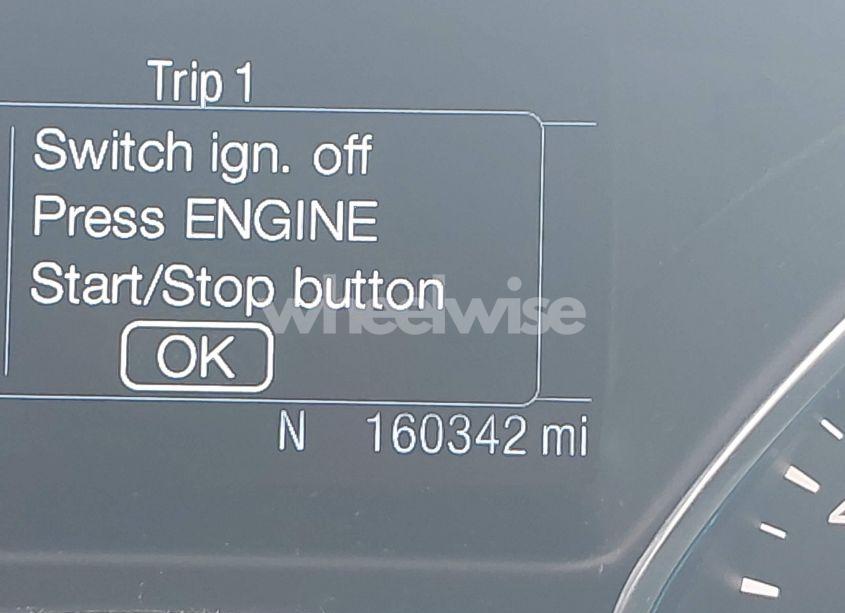 Trip 1
Switch ign. off
Press ENGINE
Start/Stop button
wheelwise
OK
N 160342 mi